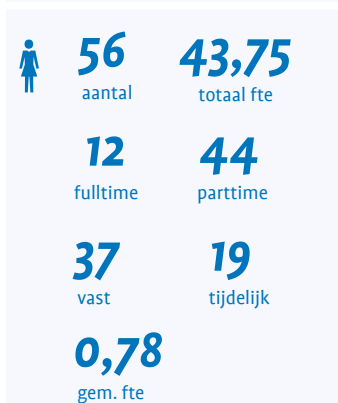 56 43,75
aantal totaal fte
12 44
fulltime parttime
37 19
vast tijdelijk
0,78
gem. fte